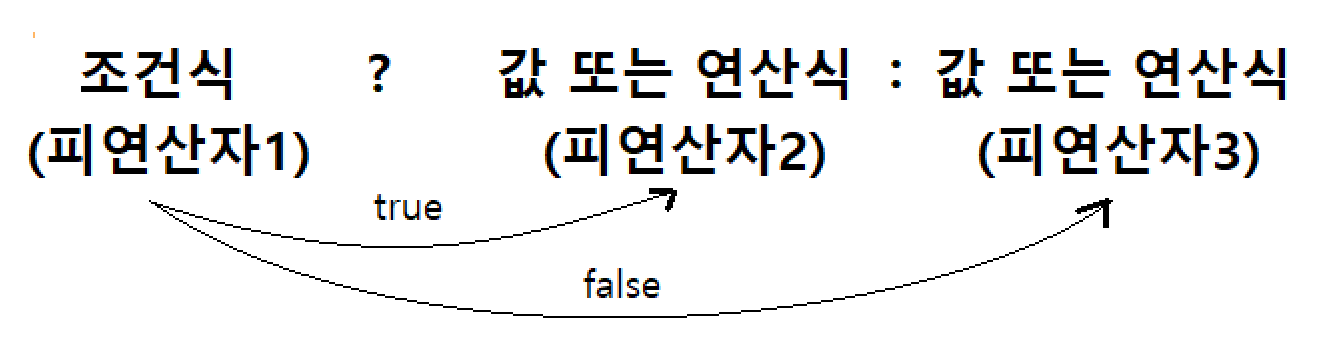 조건식 ? 값 또는 연산식 : 값 또는 연산식
(피연산자1) (피연산자2) (피연산자3)
true
false